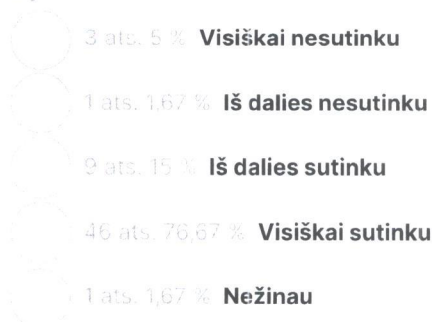 3 ats. 5 % Visiškai nesutinku
1 ats. 1,67 % Iš dalies nesutinku
9 ats. 15 % Iš dalies sutinku
46 ats. 76,67 % Visiškai sutinku
1 ats. 1,67 % Nežinau